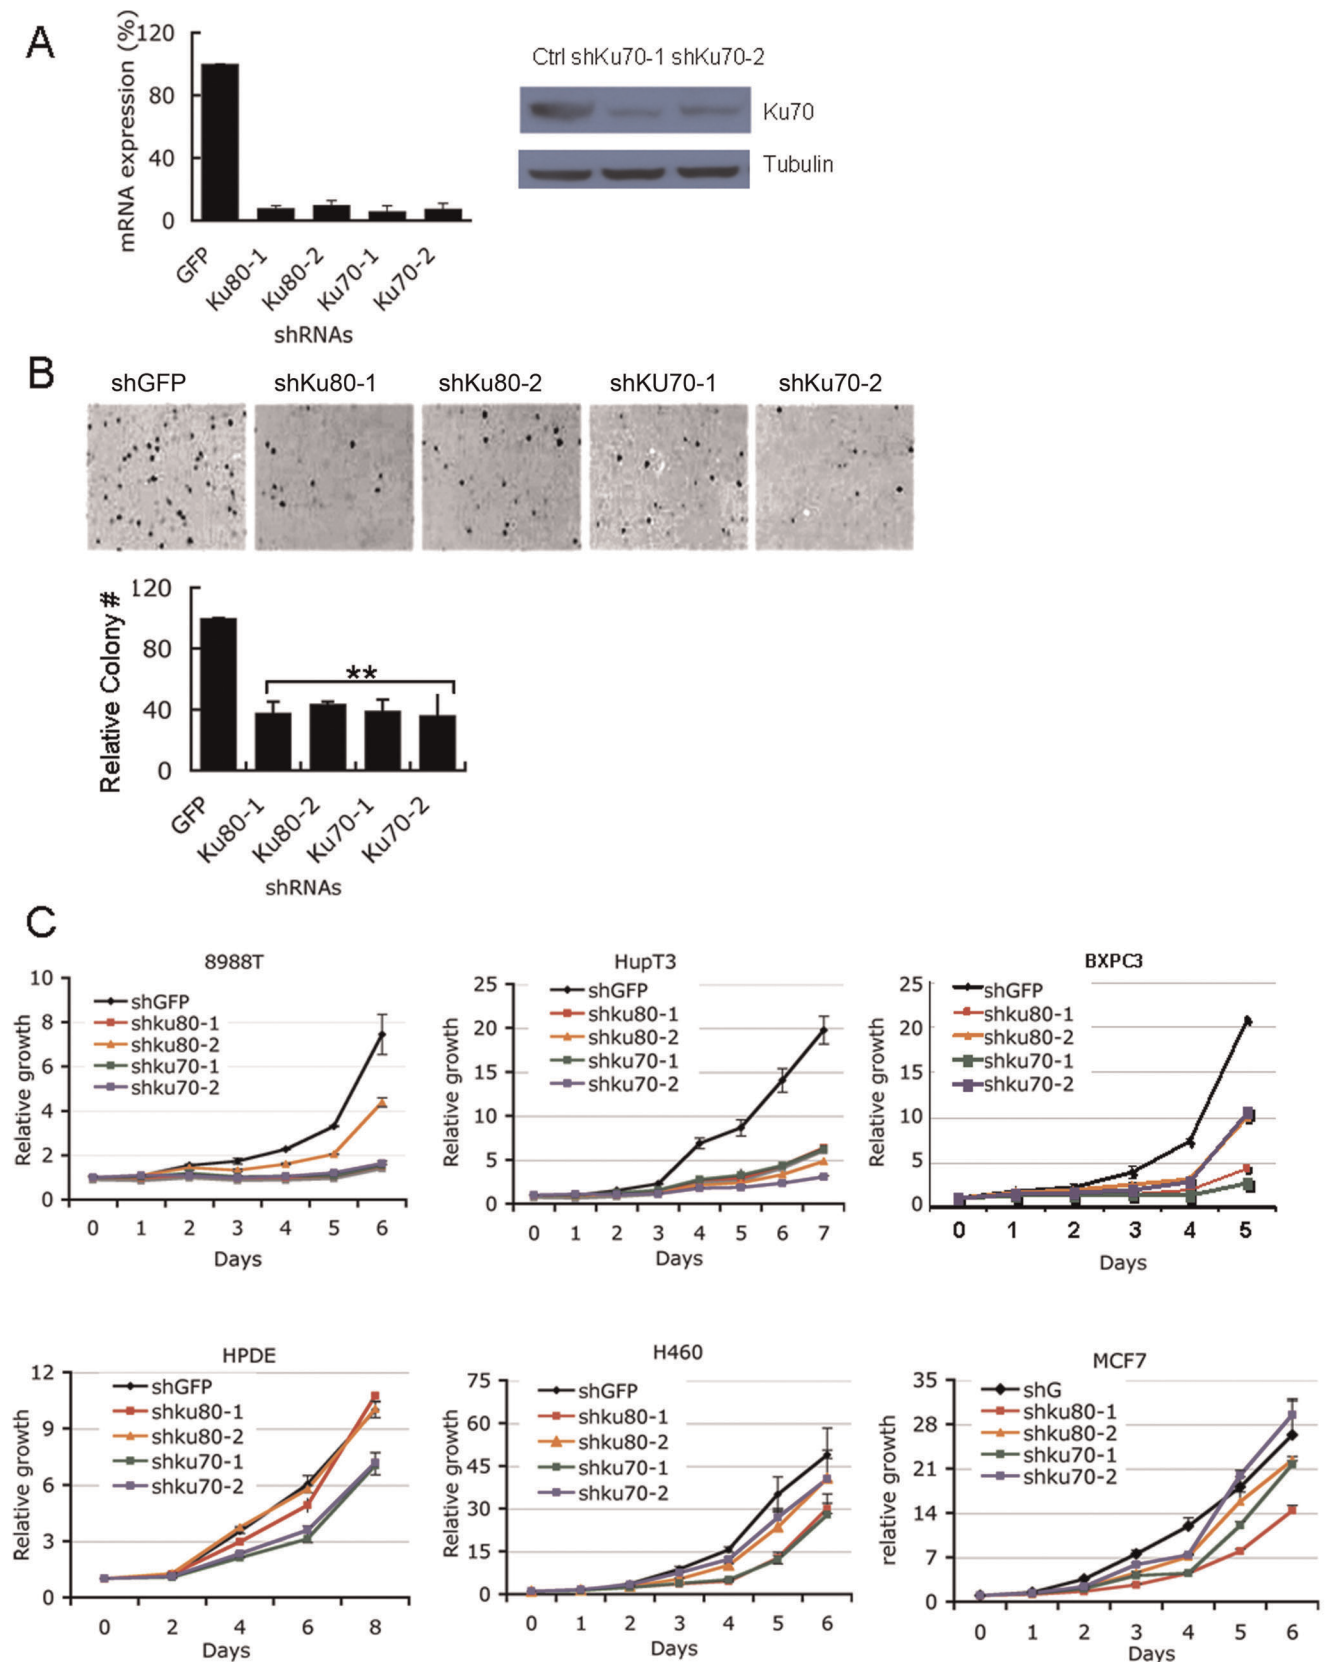 A
mRNA expression (%)
120
80
40
0
GFP
Ku80-1
Ku80-2
Ku70-1
Ku70-2
shRNAs
Ctrl shKu70-1 shKu70-2
Ku70
Tubulin
B
shGFP shKu80-1 shKu80-2 shKU70-1 shKu70-2
Relative Colony #
120
80
40
0
**
GFP
Ku80-1
Ku80-2
Ku70-1
Ku70-2
shRNAs
C
8988T
Relative growth
10
8
6
4
2
0
shGFP
shku80-1
shku80-2
shku70-1
shku70-2
0 1 2 3 4 5 6
Days
HupT3
Relative growth
25
20
15
10
5
0
shGFP
shku80-1
shku80-2
shku70-1
shku70-2
0 1 2 3 4 5 6 7
Days
BXPC3
Relative growth
25
20
15
10
5
0
shGFP
shku80-1
shku80-2
shku70-1
shku70-2
0 1 2 3 4 5
Days
HPDE
Relative growth
12
9
6
3
0
shGFP
shku80-1
shku80-2
shku70-1
shku70-2
0 2 4 6 8
Days
H460
Relative growth
75
60
45
30
15
0
shGFP
shku80-1
shku80-2
shku70-1
shku70-2
0 1 2 3 4 5 6
Days
MCF7
relative growth
35
28
21
14
7
0
shG
shku80-1
shku80-2
shku70-1
shku70-2
0 1 2 3 4 5 6
Days